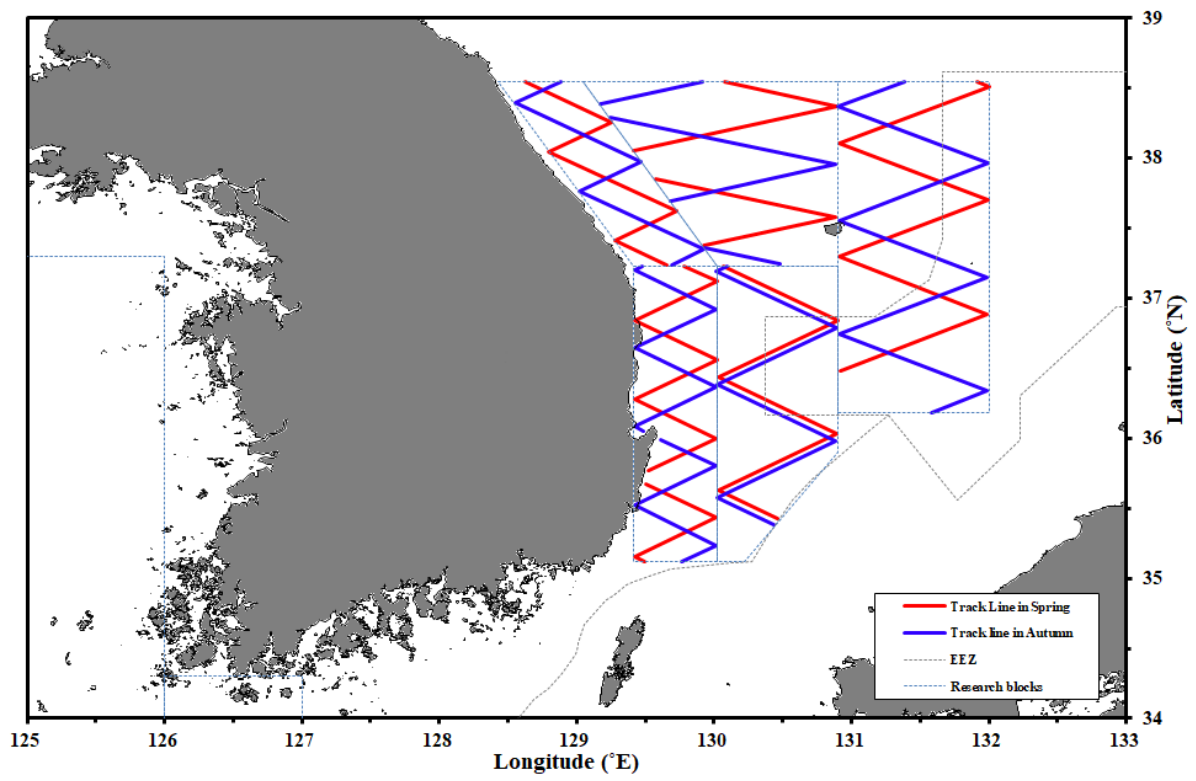 39
38
37
36
35
34
Latitude (˚N)
Track Line in Spring
Track line in Autumn
EEZ
Research blocks
125
126
127
128
129
130
131
132
133
Longitude (˚E)